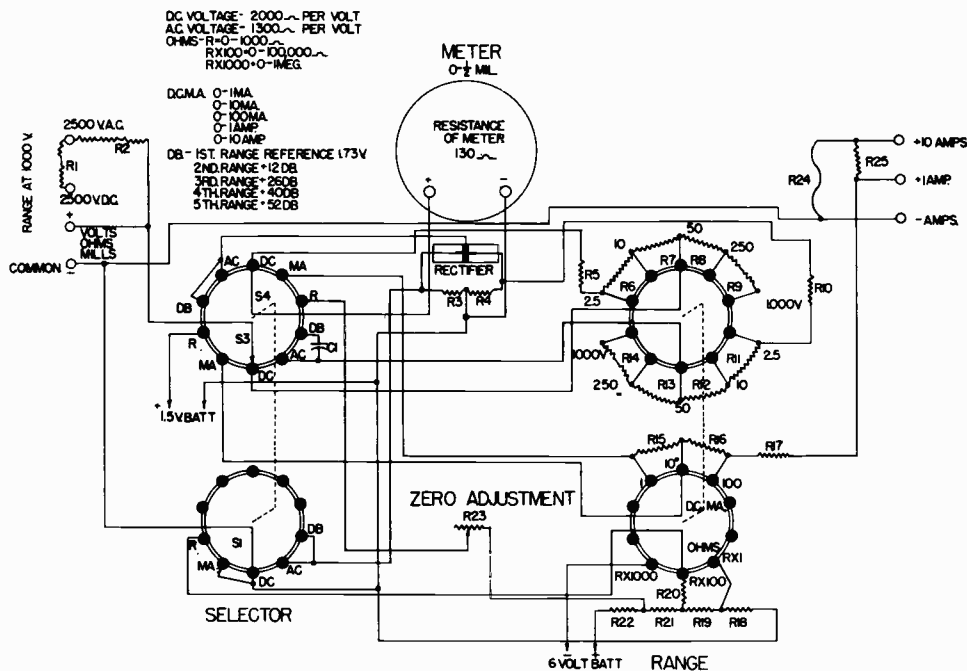 D.C. VOLTAGE- 2000 PER VOLT
A.C. VOLTAGE- 1300 PER VOLT
OHMS-R=0-1000
RX100=0-100,000
RX1000=0-1MEG.
D.C.M.A. 0-1MA.
0-10MA.
0-100MA.
0-1AMP.
0-10AMP.
DB.- 1ST. RANGE REFERENCE 1.73V.
2ND. RANGE +12 DB.
3RD. RANGE +26DB
4TH. RANGE +40DB
5TH. RANGE +52DB
METER
0-½ MIL.
RESISTANCE
OF METER
130
+ -
RANGE AT 1000 V.
2500 V.A.C.
R2
R1
2500 V.D.C.
+
VOLTS
OHMS
MILLS
COMMON -
+10 AMPS.
R25
R24
+1AMP.
- AMPS.
AC DC MA
RECTIFIER
R3 R4
DB S4 R
R S3 DB
C1
MA DC AC
+ 1.5V. BATT -
R5
10 50 250
R6 R7 R8 R9
2.5 1000V
R10
1000V R14 R13 R12 R11 2.5
250 50 10
R15 R16 R17
1 10 100
D.C. MA.
OHMS
RX1000 RX100 RX1
R20
R22 R21 R19 R18
- 6 VOLT BATT +
RANGE
ZERO ADJUSTMENT
R23
R S1 DB
MA DC AC
SELECTOR